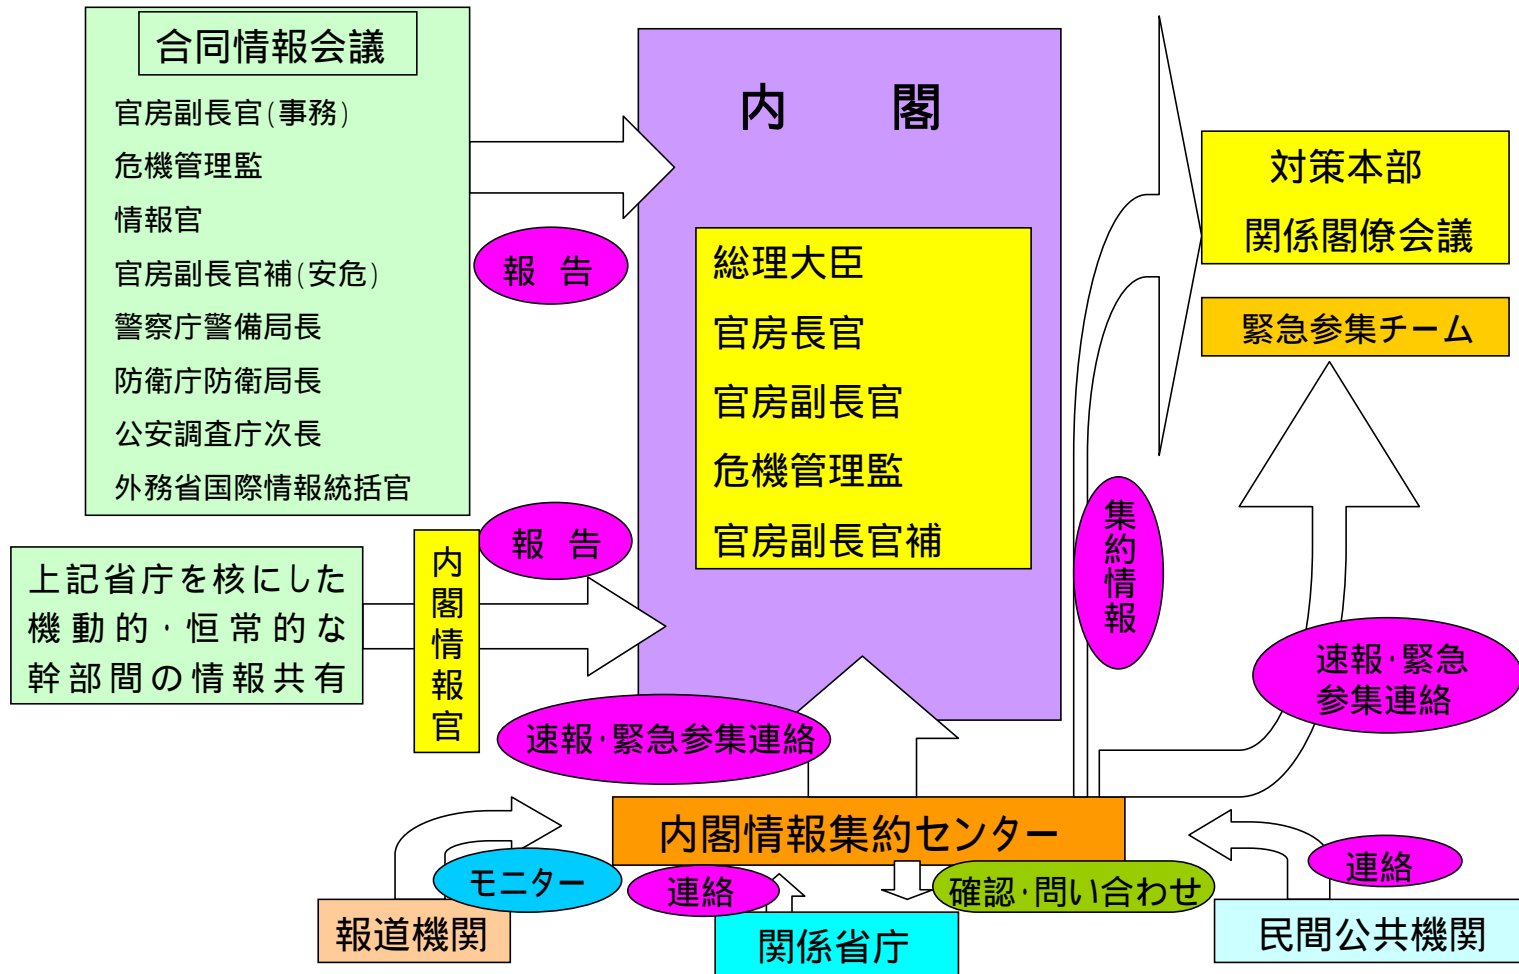 合同情報会議
官房副長官(事務)
危機管理監
情報官
官房副長官補(安危)
警察庁警備局長
防衛庁防衛局長
公安調査庁次長
外務省国際情報統括官
報 告
内 閣
総理大臣
官房長官
官房副長官
危機管理監
官房副長官補
対策本部
関係閣僚会議
緊急参集チーム
上記省庁を核にした
機動的・恒常的な
幹部間の情報共有
内閣情報官
報 告
集約情報
速報・緊急参集連絡
速報・緊急
参集連絡
内閣情報集約センター
モニター
連絡
確認・問い合わせ
連絡
報道機関
関係省庁
民間公共機関